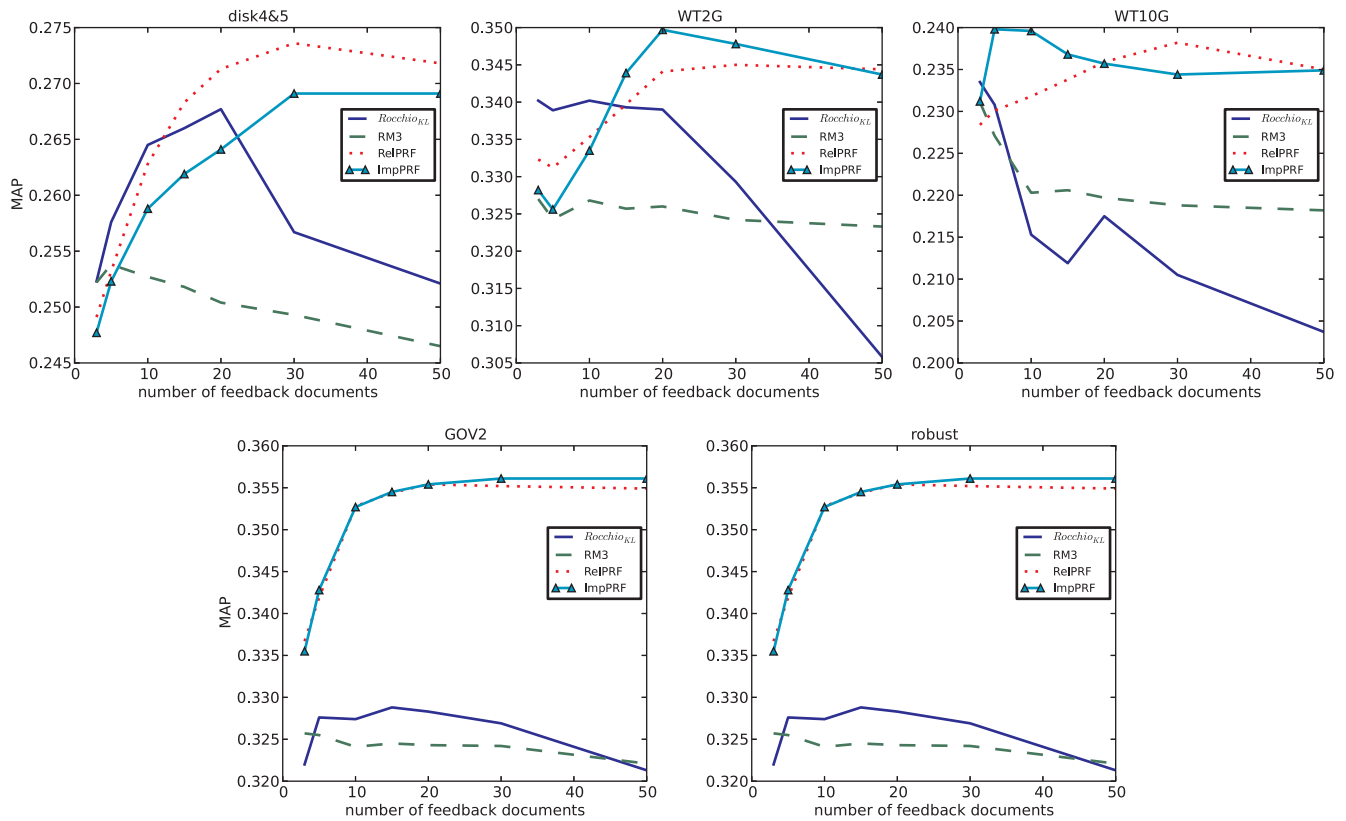 disk4&5
WT2G
WT10G
0.275
0.270
0.265
0.260
0.255
0.250
0.245
MAP
0
10
20
30
40
50
number of feedback documents
Rocchio_KL
RM3
RelPRF
ImpPRF
0.350
0.345
0.340
0.335
0.330
0.325
0.320
0.315
0.310
0.305
0
10
20
30
40
50
number of feedback documents
Rocchio_KL
RM3
RelPRF
ImpPRF
0.240
0.235
0.230
0.225
0.220
0.215
0.210
0.205
0.200
0
10
20
30
40
50
number of feedback documents
Rocchio_KL
RM3
RelPRF
ImpPRF
GOV2
robust
0.360
0.355
0.350
0.345
0.340
0.335
0.330
0.325
0.320
MAP
0
10
20
30
40
50
number of feedback documents
Rocchio_KL
RM3
RelPRF
ImpPRF
0.360
0.355
0.350
0.345
0.340
0.335
0.330
0.325
0.320
0
10
20
30
40
50
number of feedback documents
Rocchio_KL
RM3
RelPRF
ImpPRF